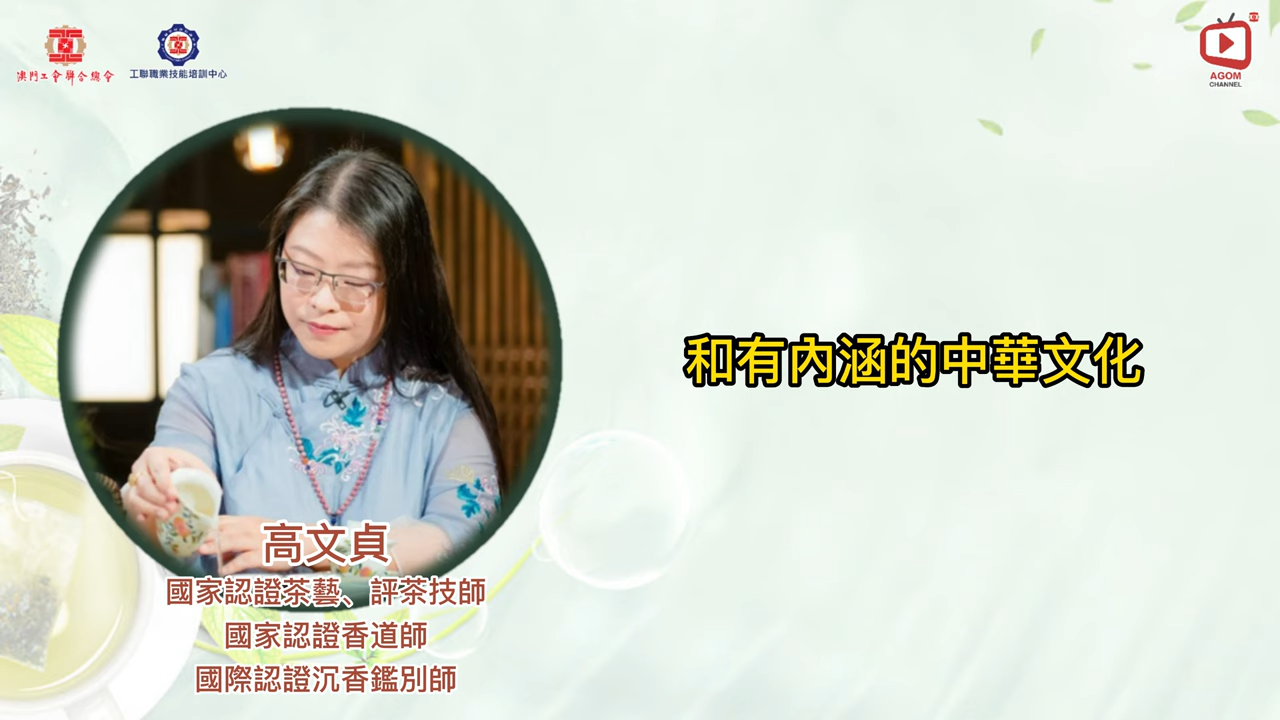 澳門工會聯合總會
工聯職業技能培訓中心
AGOM
CHANNEL
和有內涵的中華文化
高文貞
國家認證茶藝、評茶技師
國家認證香道師
國際認證沉香鑑別師